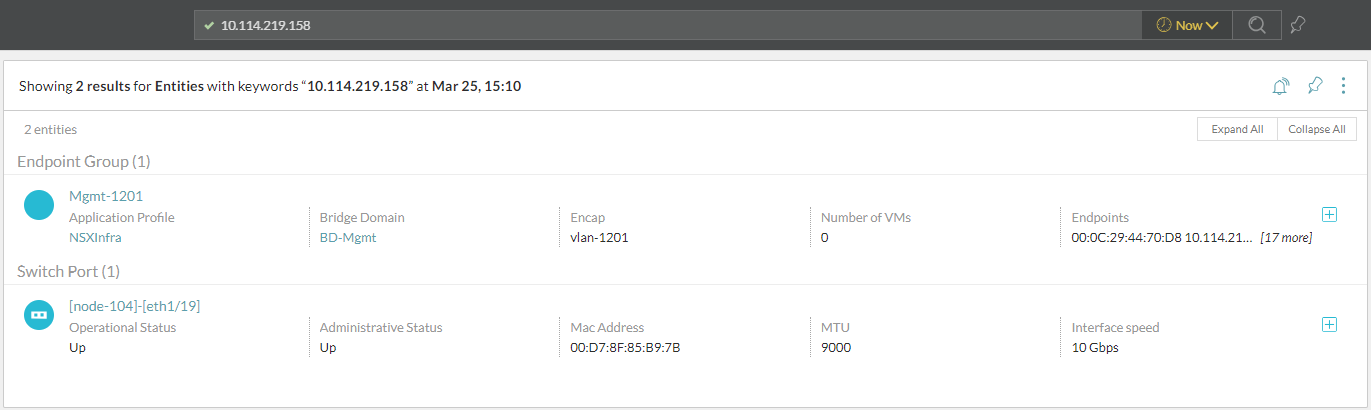 10.114.219.158 Now
Showing 2 results for Entities with keywords “10.114.219.158” at Mar 25, 15:10
2 entities Expand All Collapse All
Endpoint Group (1)
Mgmt-1201
Application Profile Bridge Domain Encap Number of VMs Endpoints
NSXInfra BD-Mgmt vlan-1201 0 00:0C:29:44:70:D8 10.114.21... [17 more]
Switch Port (1)
[node-104]-[eth1/19]
Operational Status Administrative Status Mac Address MTU Interface speed
Up Up 00:D7:8F:85:B9:7B 9000 10 Gbps